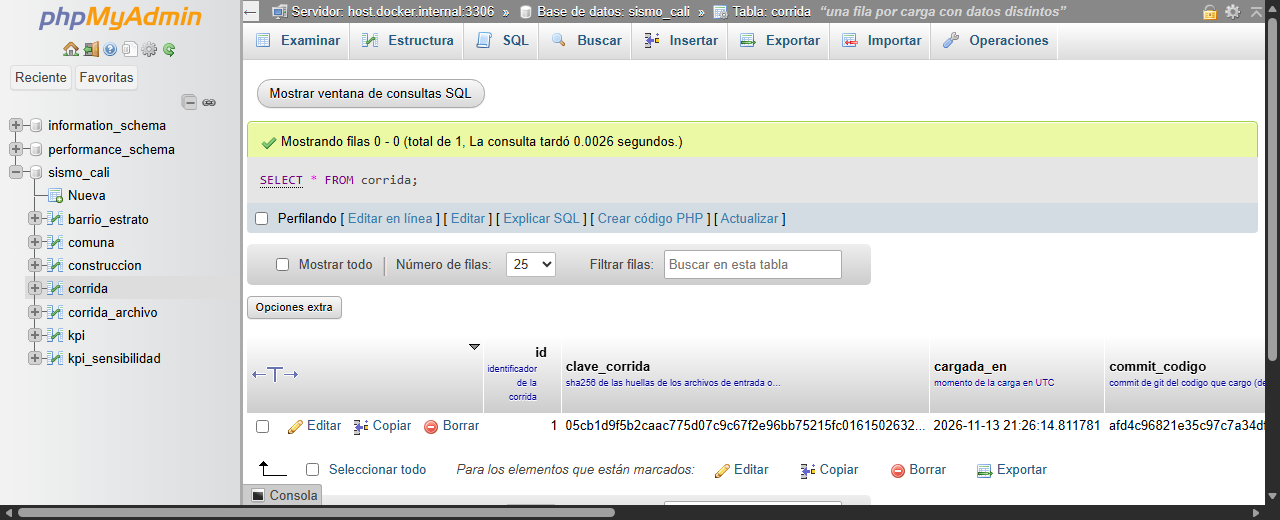 phpMyAdmin
Reciente Favoritas
information_schema
performance_schema
sismo_cali
Nueva
barrio_estrato
comuna
construccion
corrida
corrida_archivo
kpi
kpi_sensibilidad
Servidor: host.docker.internal:3306 » Base de datos: sismo_cali » Tabla: corrida "una fila por carga con datos distintos"
Examinar Estructura SQL Buscar Insertar Exportar Importar Operaciones
Mostrar ventana de consultas SQL
Mostrando filas 0 - 0 (total de 1, La consulta tardó 0.0026 segundos.)
SELECT * FROM corrida;
Perfilando [ Editar en línea ] [ Editar ] [ Explicar SQL ] [ Crear código PHP ] [ Actualizar ]
Mostrar todo Número de filas: 25 Filtrar filas: Buscar en esta tabla
Opciones extra
id
identificador
de la
corrida
clave_corrida
sha256 de las huellas de los archivos de entrada o...
cargada_en
momento de la carga en UTC
commit_codigo
commit de git del codigo que cargo (de
Editar Copiar Borrar 1 05cb1d9f5b2caac775d07c9c67f2e96bb75215fc0161502632... 2026-11-13 21:26:14.811781 afd4c96821e35c97c7a34df
Seleccionar todo Para los elementos que están marcados: Editar Copiar Borrar Exportar
Consola